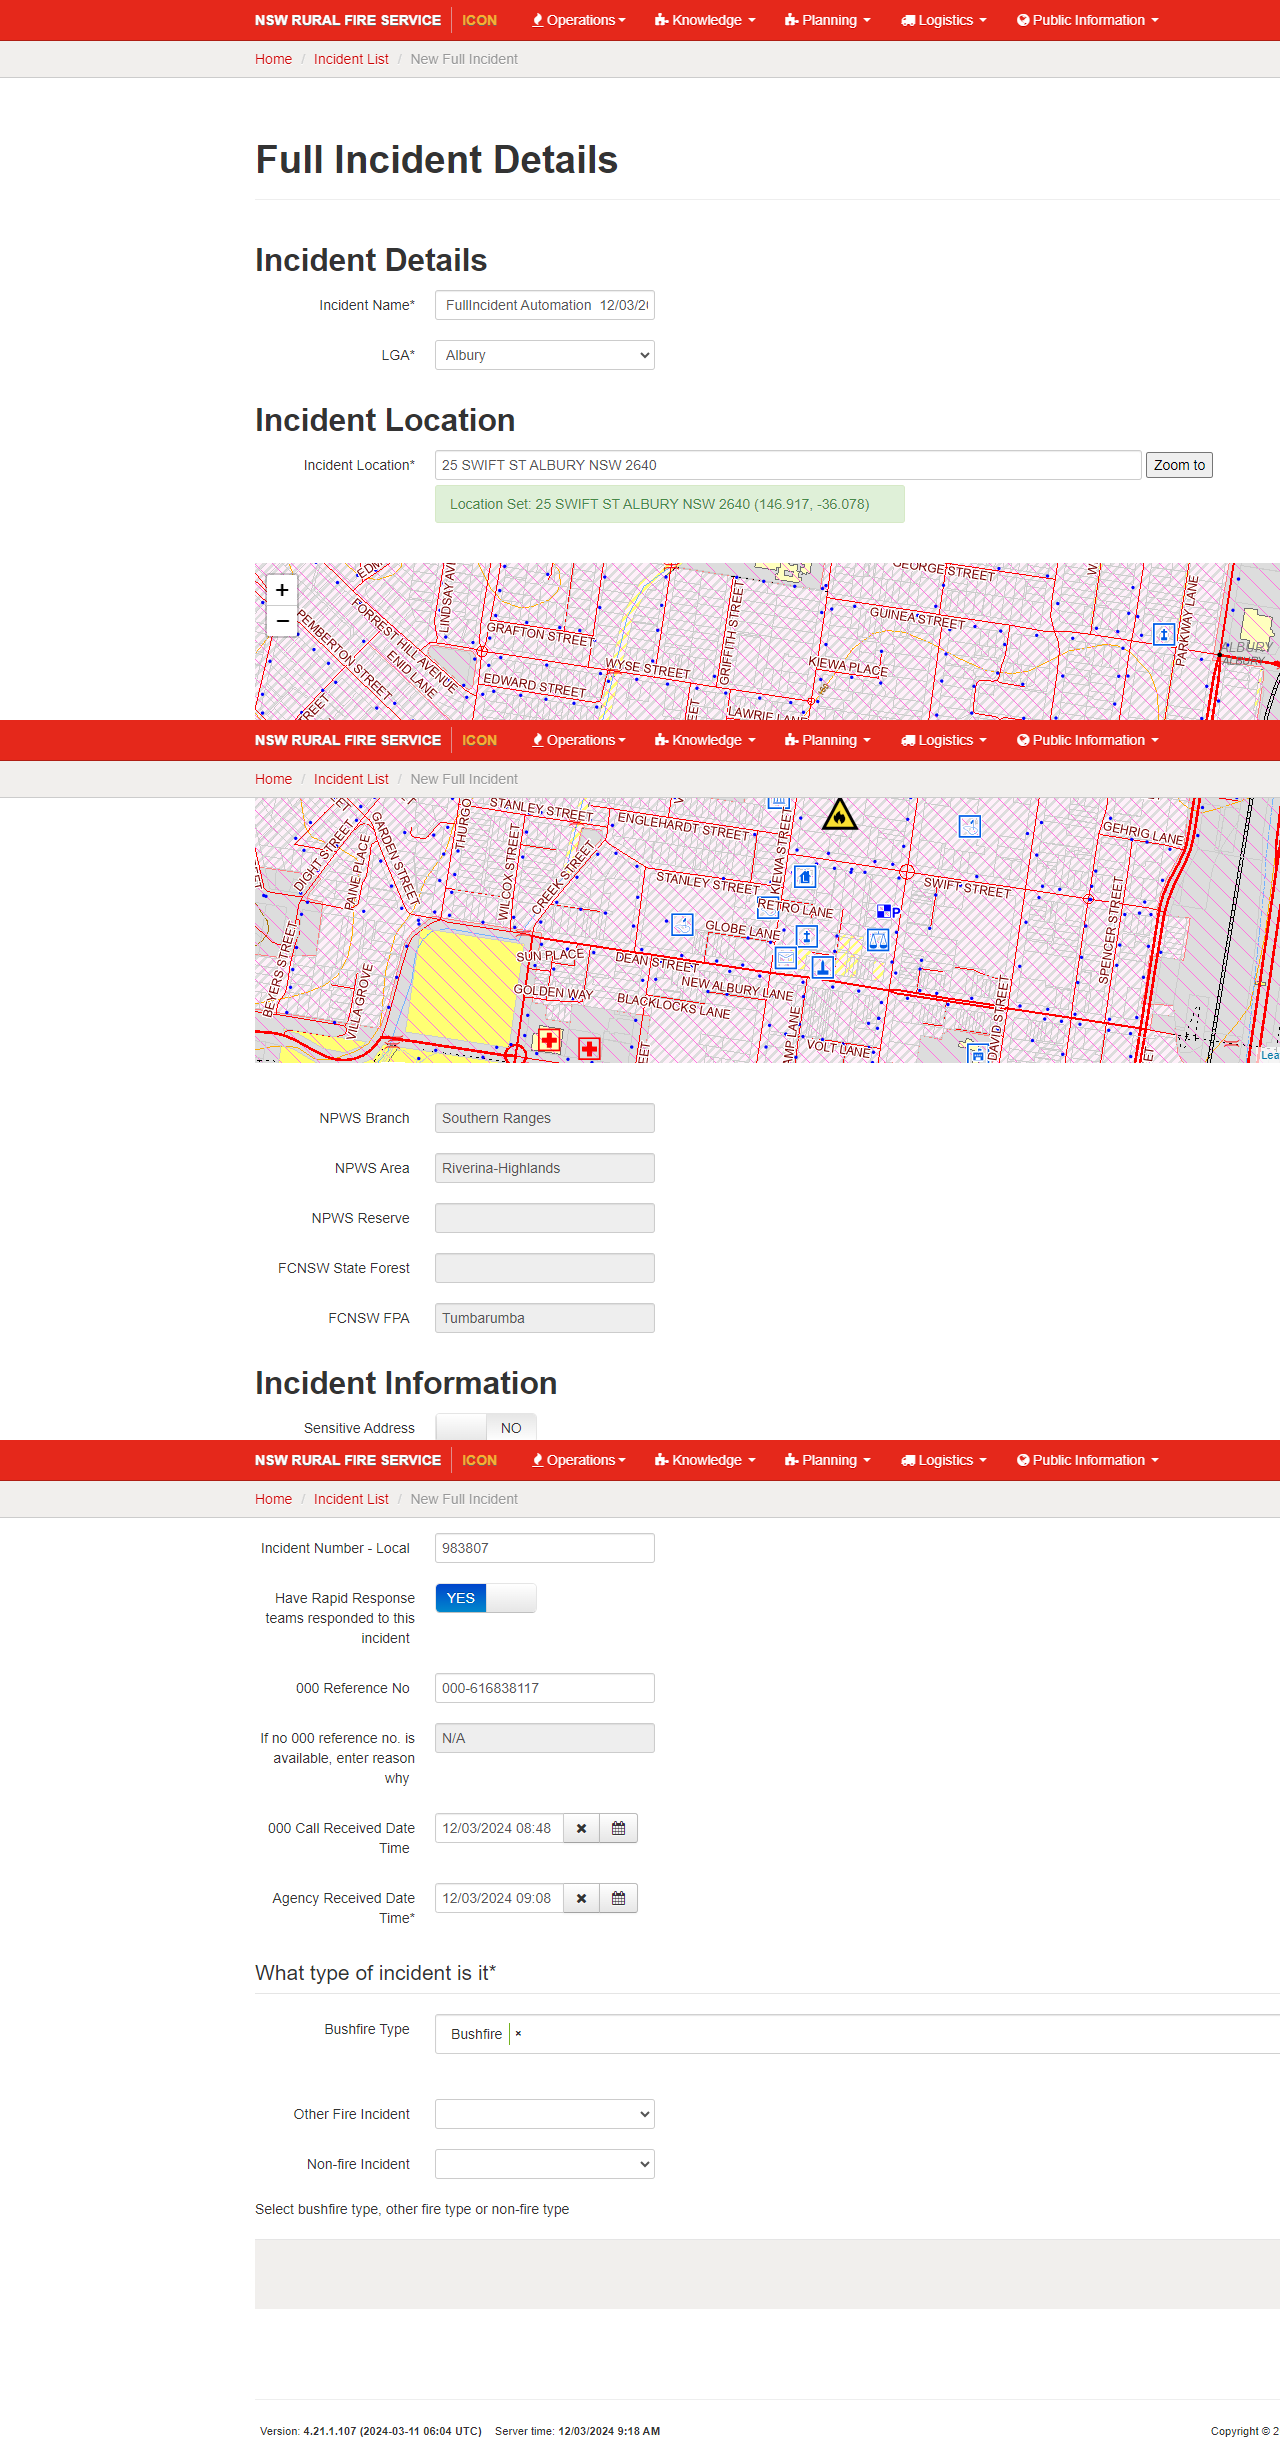 NSW RURAL FIRE SERVICE ICON Operations Knowledge Planning Logistics Public Information
Home / Incident List / New Full Incident
Full Incident Details
Incident Details
Incident Name* FullIncident Automation 12/03/2
LGA* Albury
Incident Location
Incident Location* 25 SWIFT ST ALBURY NSW 2640 Zoom to
Location Set: 25 SWIFT ST ALBURY NSW 2640 (146.917, -36.078)
+
−
LINDSAY AV
FORREST HILL AVENUE
PEMBERTON STREET
ENID LANE
GRAFTON STREET
EDWARD STREET
WYSE STREET
GRIFFITH STREET
KIEWA PLACE
GEORGE STREET
GUINEA STREET
PARKWAY LANE
ALBURY
ALBURY
LAWRIE LANE
160
NSW RURAL FIRE SERVICE ICON Operations Knowledge Planning Logistics Public Information
Home / Incident List / New Full Incident
STANLEY STREET
ENGLEHARDT STREET
GEHRIG LANE
THURGO
GARDEN STREET
DIGHT STREET
PAINE PLACE
WILCOX STREET
CREEK STREET
KIEWA STREET
STANLEY STREET
RETRO LANE
SWIFT STREET
P
GLOBE LANE
SPENCER STREET
BEYERS STREET
VILLA GROVE
SUN PLACE
DEAN STREET
NEW ALBURY LANE
GOLDEN WAY
BLACKLOCKS LANE
AMP LANE
VOLT LANE
DAVID STREET
Lea
NPWS Branch Southern Ranges
NPWS Area Riverina-Highlands
NPWS Reserve
FCNSW State Forest
FCNSW FPA Tumbarumba
Incident Information
Sensitive Address NO
NSW RURAL FIRE SERVICE ICON Operations Knowledge Planning Logistics Public Information
Home / Incident List / New Full Incident
Incident Number - Local 983807
Have Rapid Response YES
teams responded to this
incident
000 Reference No 000-616838117
If no 000 reference no. is N/A
available, enter reason
why
000 Call Received Date 12/03/2024 08:48
Time
Agency Received Date 12/03/2024 09:08
Time*
What type of incident is it*
Bushfire Type Bushfire ×
Other Fire Incident
Non-fire Incident
Select bushfire type, other fire type or non-fire type
Version: 4.21.1.107 (2024-03-11 06:04 UTC) Server time: 12/03/2024 9:18 AM Copyright © 2